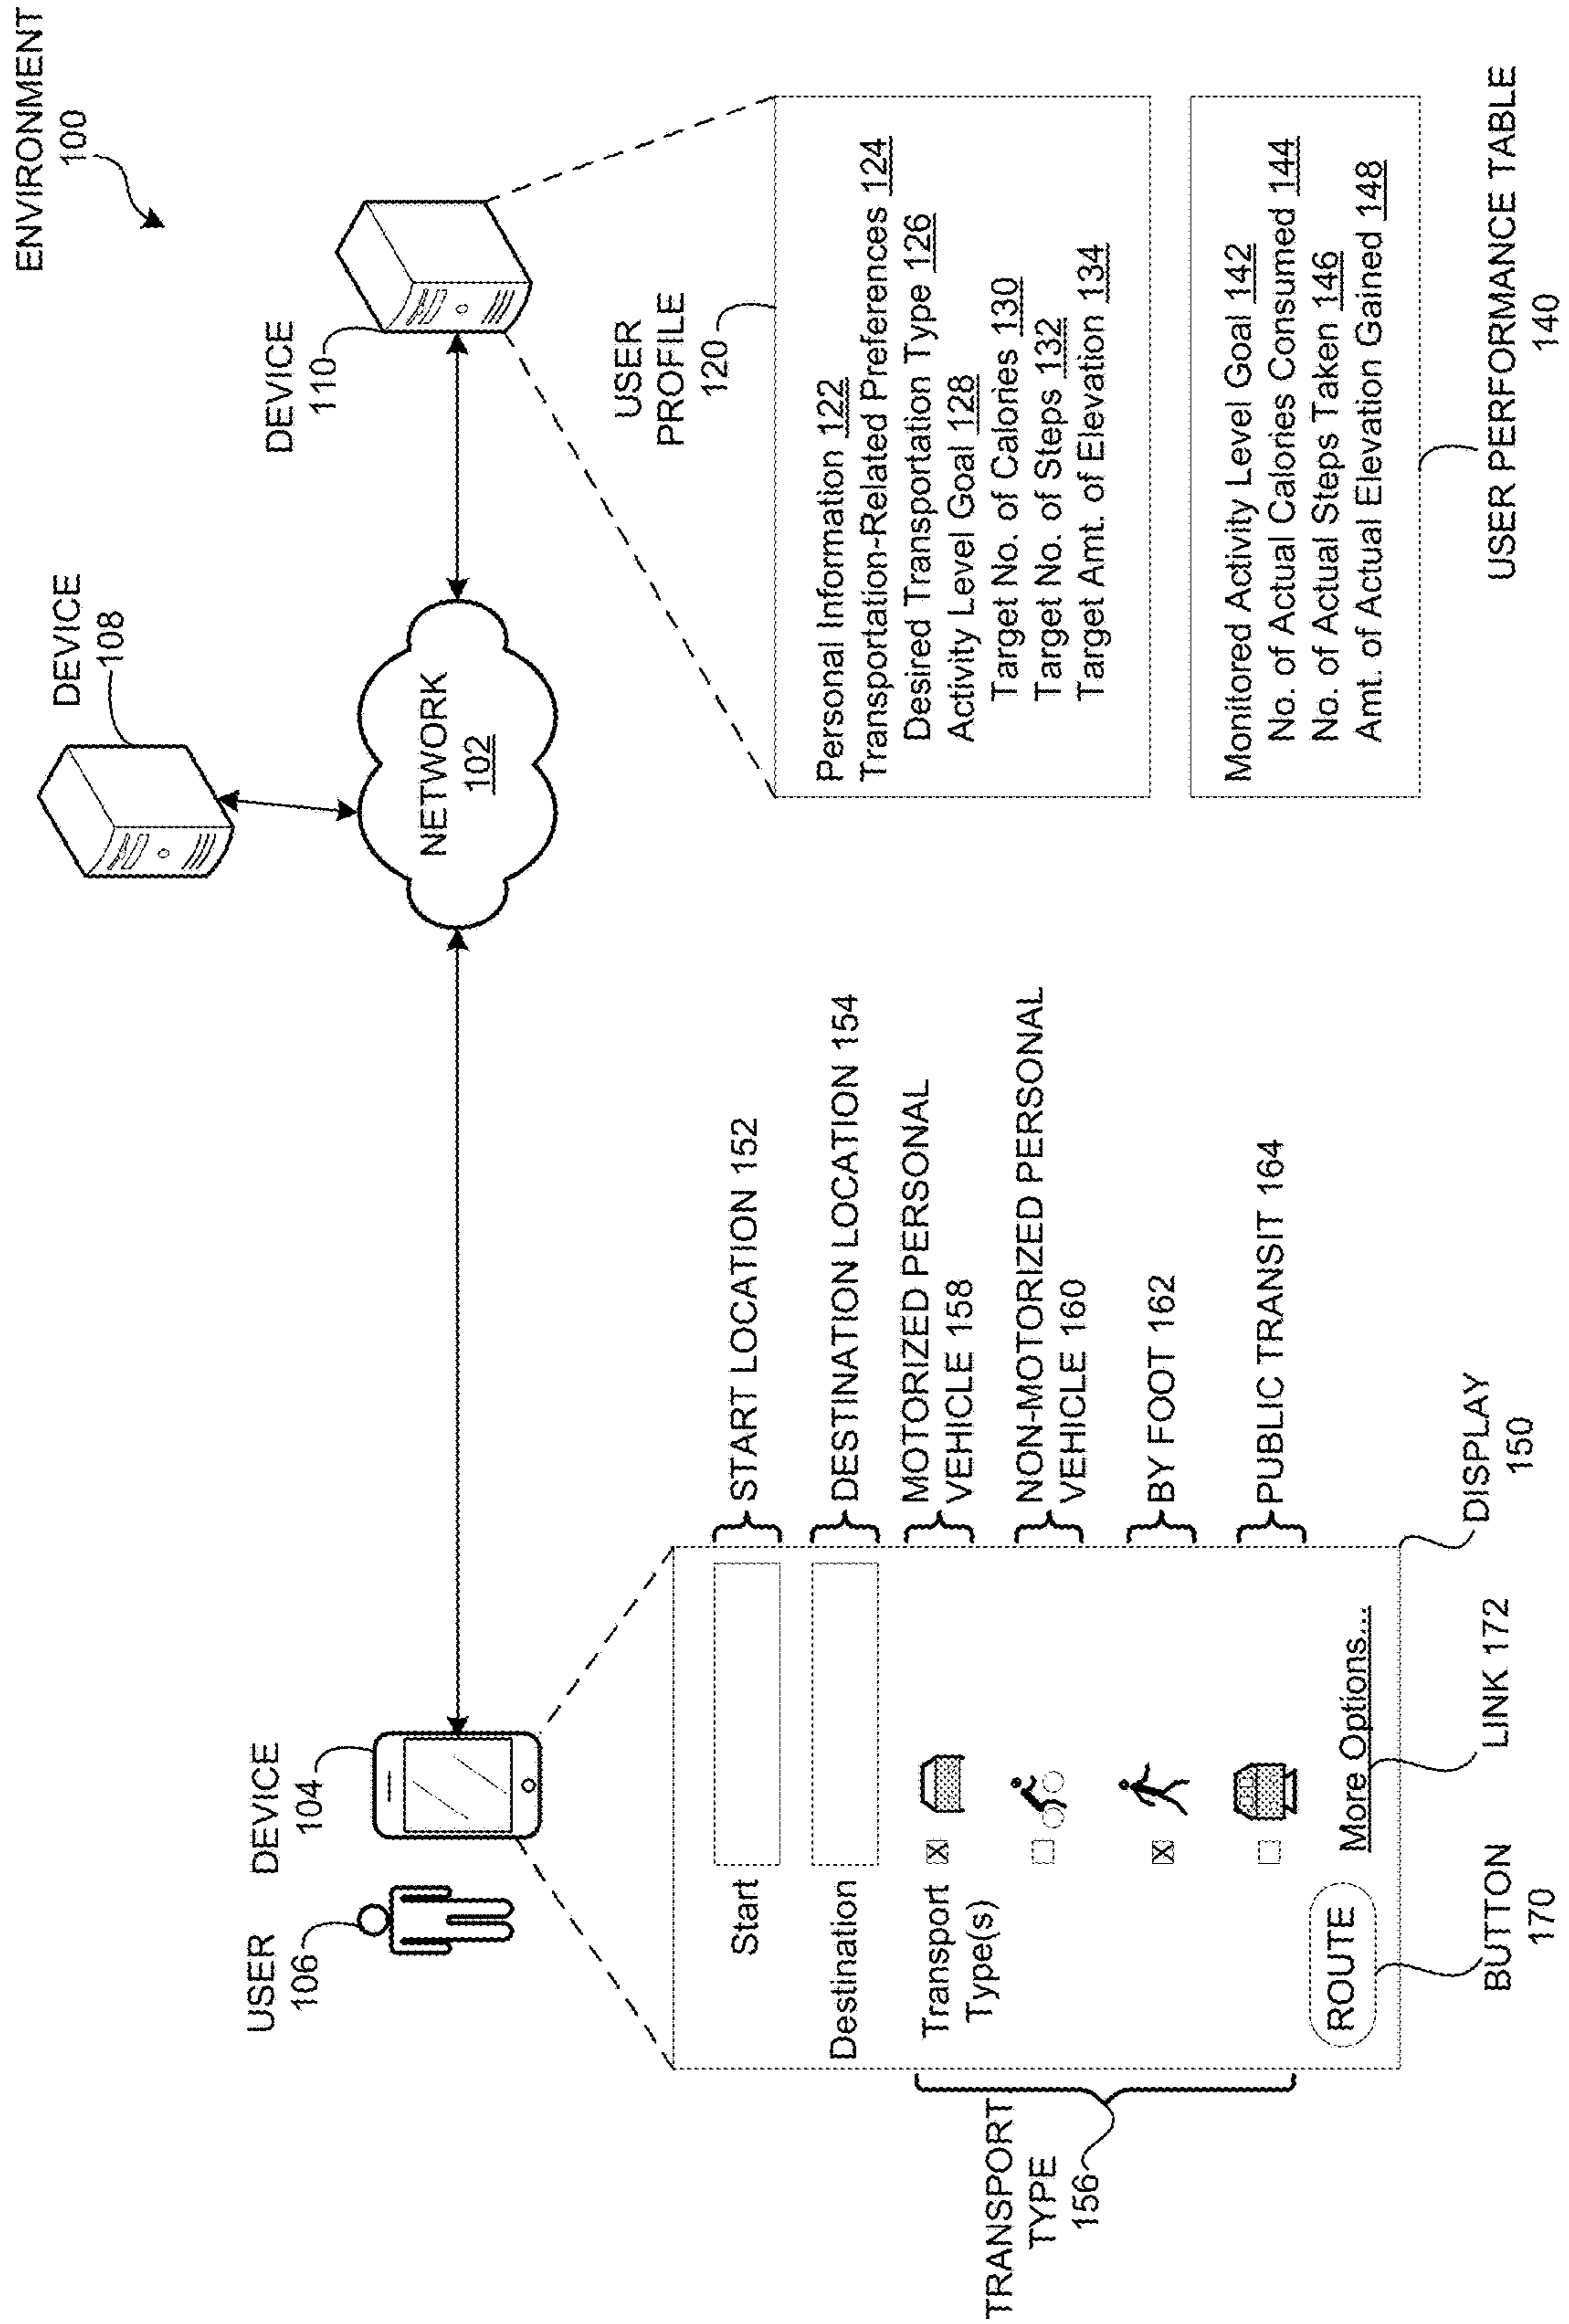 ENVIRONMENT
100
DEVICE
108
DEVICE
110
NETWORK
102
USER
106
DEVICE
104
USER
PROFILE
120
Personal Information 122
Transportation-Related Preferences 124
Desired Transportation Type 126
Activity Level Goal 128
Target No. of Calories 130
Target No. of Steps 132
Target Amt. of Elevation 134
Monitored Activity Level Goal 142
No. of Actual Calories Consumed 144
No. of Actual Steps Taken 146
Amt. of Actual Elevation Gained 148
USER PERFORMANCE TABLE
140
Start
START LOCATION 152
Destination
DESTINATION LOCATION 154
Transport
Type(s)
MOTORIZED PERSONAL
VEHICLE 158
NON-MOTORIZED PERSONAL
VEHICLE 160
BY FOOT 162
PUBLIC TRANSIT 164
TRANSPORT
TYPE
156
ROUTE
More Options...
BUTTON
170
LINK 172
DISPLAY
150